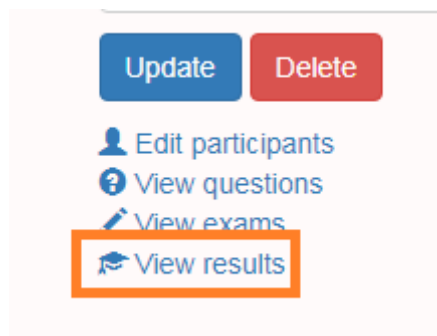 Update Delete
Edit participants
View questions
View exams
View results